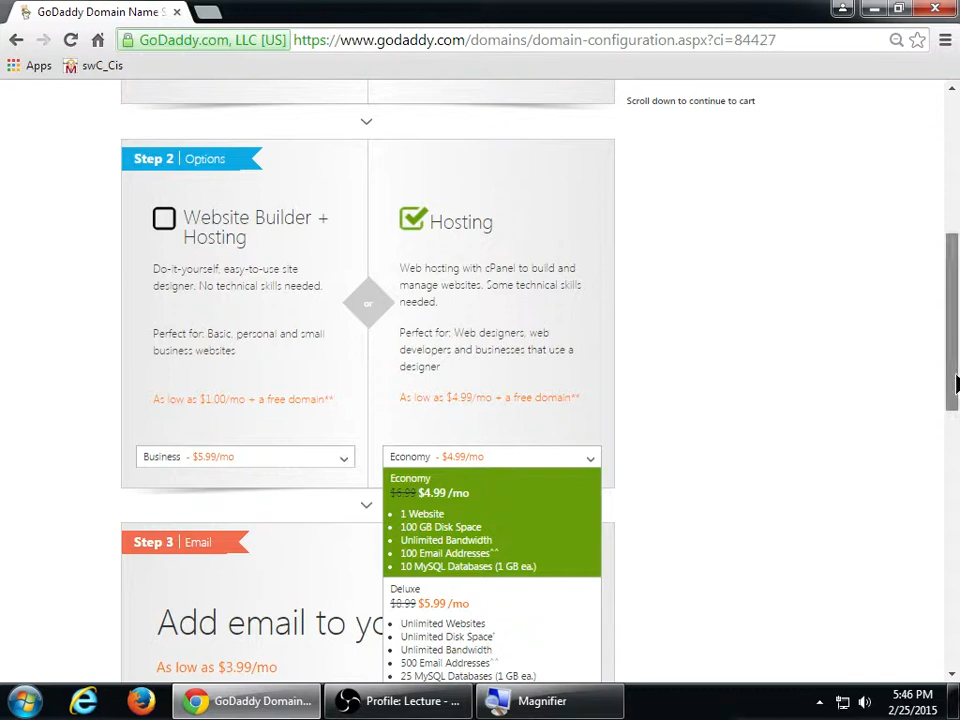 GoDaddy Domain Name S
GoDaddy.com, LLC [US]
https://www.godaddy.com/domains/domain-configuration.aspx?ci=84427
Apps
swC_Cis
Scroll down to continue to cart
Step 2 | Options
Website Builder +
Hosting
Do-it-yourself, easy-to-use site
designer. No technical skills needed.
Perfect for: Basic, personal and small
business websites
As low as $1.00/mo + a free domain**
Business - $5.99/mo
or
Hosting
Web hosting with cPanel to build and
manage websites. Some technical skills
needed.
Perfect for: Web designers, web
developers and businesses that use a
designer
As low as $4.99/mo + a free domain**
Economy - $4.99/mo
Economy
$6.99 $4.99 /mo
1 Website
100 GB Disk Space
Unlimited Bandwidth
100 Email Addresses^^
10 MySQL Databases (1 GB ea.)
Deluxe
$8.99 $5.99 /mo
Unlimited Websites
Unlimited Disk Space*
Unlimited Bandwidth
500 Email Addresses^^
25 MySQL Databases (1 GB ea.)
Step 3 | Email
Add email to yo
As low as $3.99/mo
GoDaddy Domain...
Profile: Lecture - ...
Magnifier
5:46 PM
2/25/2015